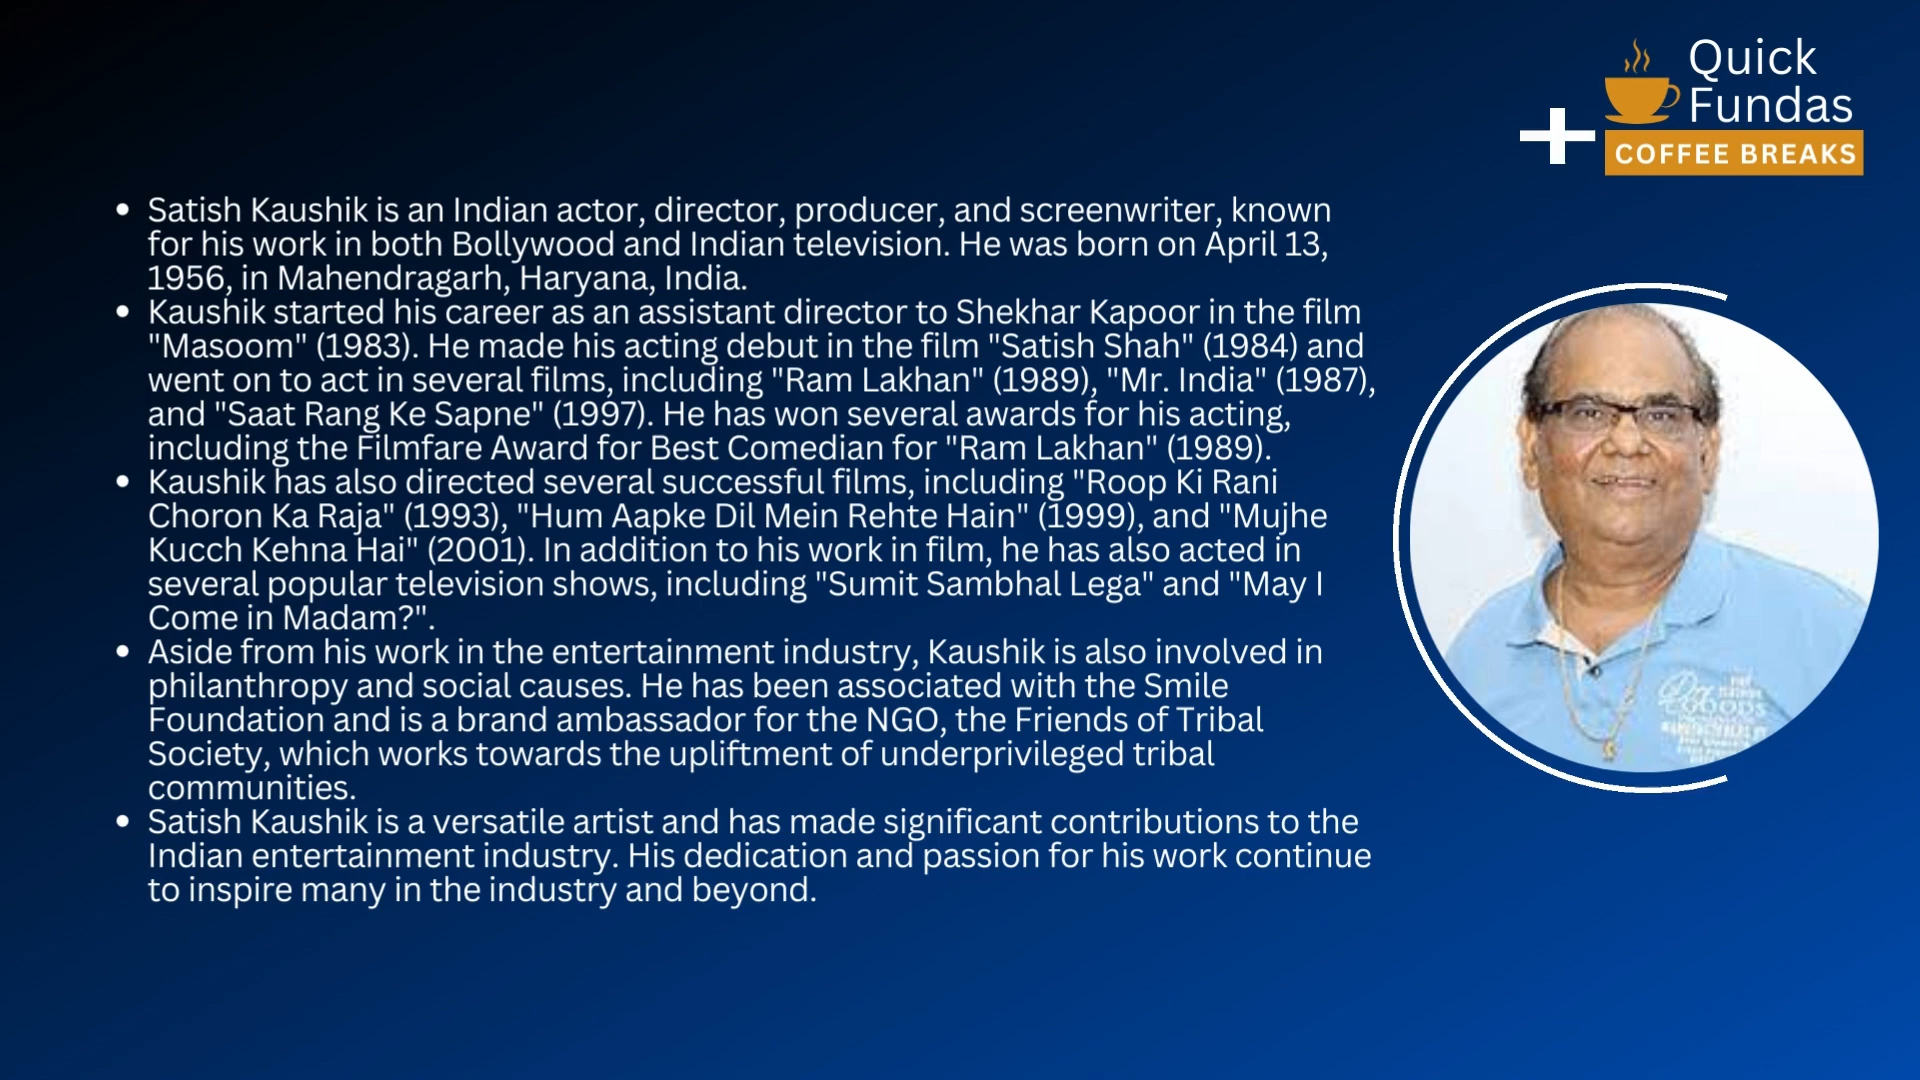 Quick
Fundas
COFFEE BREAKS
• Satish Kaushik is an Indian actor, director, producer, and screenwriter, known
for his work in both Bollywood and Indian television. He was born on April 13,
1956, in Mahendragarh, Haryana, India.
• Kaushik started his career as an assistant director to Shekhar Kapoor in the film
"Masoom" (1983). He made his acting debut in the film "Satish Shah" (1984) and
went on to act in several films, including "Ram Lakhan" (1989), "Mr. India" (1987),
and "Saat Rang Ke Sapne" (1997). He has won several awards for his acting,
including the Filmfare Award for Best Comedian for "Ram Lakhan" (1989).
• Kaushik has also directed several successful films, including "Roop Ki Rani
Choron Ka Raja" (1993), "Hum Aapke Dil Mein Rehte Hain" (1999), and "Mujhe
Kucch Kehna Hai" (2001). In addition to his work in film, he has also acted in
several popular television shows, including "Sumit Sambhal Lega" and "May I
Come in Madam?".
• Aside from his work in the entertainment industry, Kaushik is also involved in
philanthropy and social causes. He has been associated with the Smile
Foundation and is a brand ambassador for the NGO, the Friends of Tribal
Society, which works towards the upliftment of underprivileged tribal
communities.
• Satish Kaushik is a versatile artist and has made significant contributions to the
Indian entertainment industry. His dedication and passion for his work continue
to inspire many in the industry and beyond.